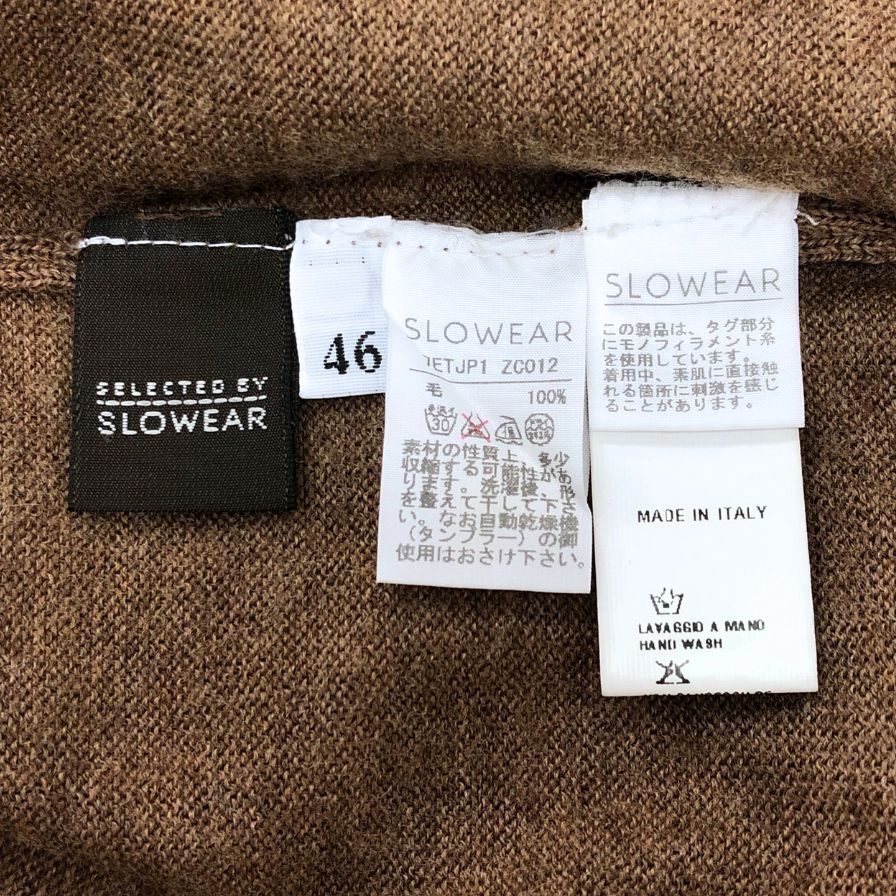 SELECTED BY
SLOWEAR
46
SLOWEAR
IETJP1 ZC012
毛 100%
30
素材の性質上、多少
収縮する可能性があ
ります。洗濯後、形
を整えて干して下さ
い。なお自動乾燥機
（タンブラー）の御
使用はおさけ下さい。
SLOWEAR
この製品は、タグ部分
にモノフィラメント糸
を使用しています。
着用中、素肌に直接触
れる箇所に刺激を感じ
ることがあります。
MADE IN ITALY
LAVAGGIO A MANO
HAND WASH